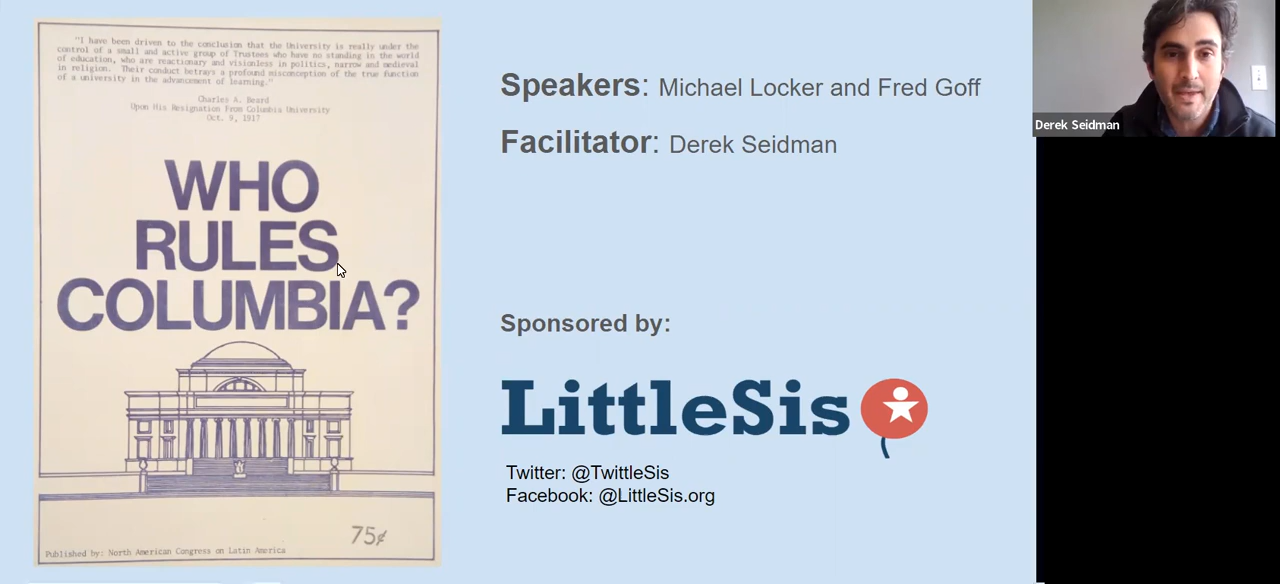 "I have been driven to the conclusion that the University is really under the
control of a small and active group of Trustees who have no standing in the world
of education, who are reactionary and visionless in politics, narrow and medieval
in religion. Their conduct betrays a profound misconception of the true function
of a university in the advancement of learning."
Charles A. Beard
Upon His Resignation From Columbia University
Oct. 9, 1917
WHO
RULES
COLUMBIA?
75¢
Published by: North American Congress on Latin America
Speakers: Michael Locker and Fred Goff
Facilitator: Derek Seidman
Sponsored by:
LittleSis
Twitter: @TwittleSis
Facebook: @LittleSis.org
Derek Seidman